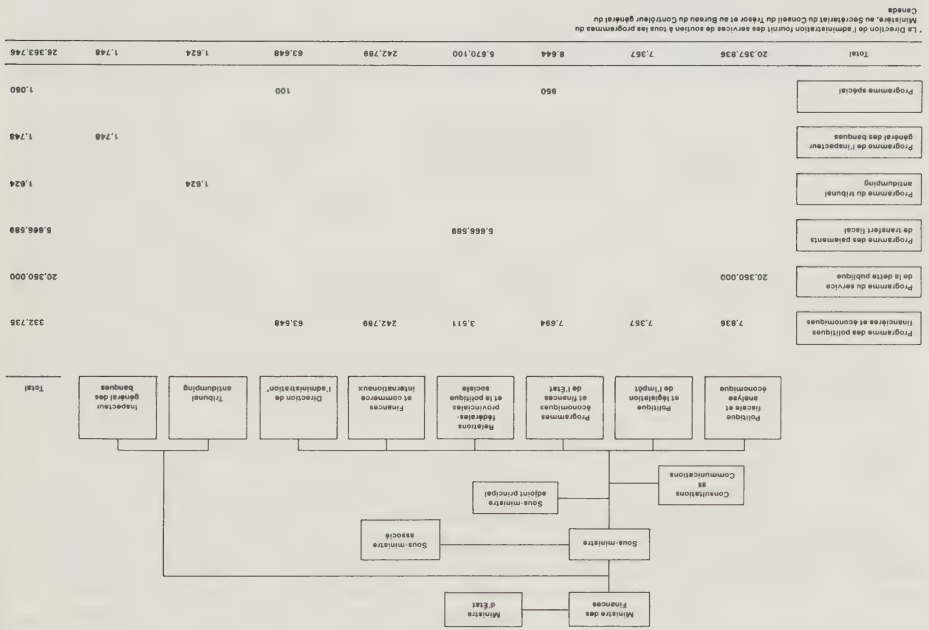 Ministre des
Finances
Ministre
d'État
Sous-ministre
Sous-ministre
associé
Sous-ministre
adjoint principal
Consultations
et
Communications
Politique
fiscale et
analyse
économique
Politique
et législation
de l'impôt
Programmes
économiques
et finances
de l'État
Relations
fédérales-
provinciales
et la politique
sociale
Finances
et commerce
internationaux
Direction de
l'administration*
Tribunal
antidumping
Inspecteur
général des
banques
Total
Programme des politiques
financières et économiques
7,836 7,357 7,694 3,511 242,789 63,648 332,735
Programme du service
de la dette publique
20,350,000 20,350,000
Programme des paiements
de transfert fiscal
5,666,589 5,666,589
Programme du tribunal
antidumping
1,624 1,624
Programme de l'inspecteur
général des banques
1,748 1,748
Programme spécial
950 100 1,050
Total 20,357,836 7,357 8,644 5,670,100 242,789 63,648 1,624 1,748 26,353,746
* La Direction de l'administration fournit des services de soutien à tous les programmes du
Ministère, au Secrétariat du Conseil du Trésor et au Bureau du Contrôleur général du
Canada